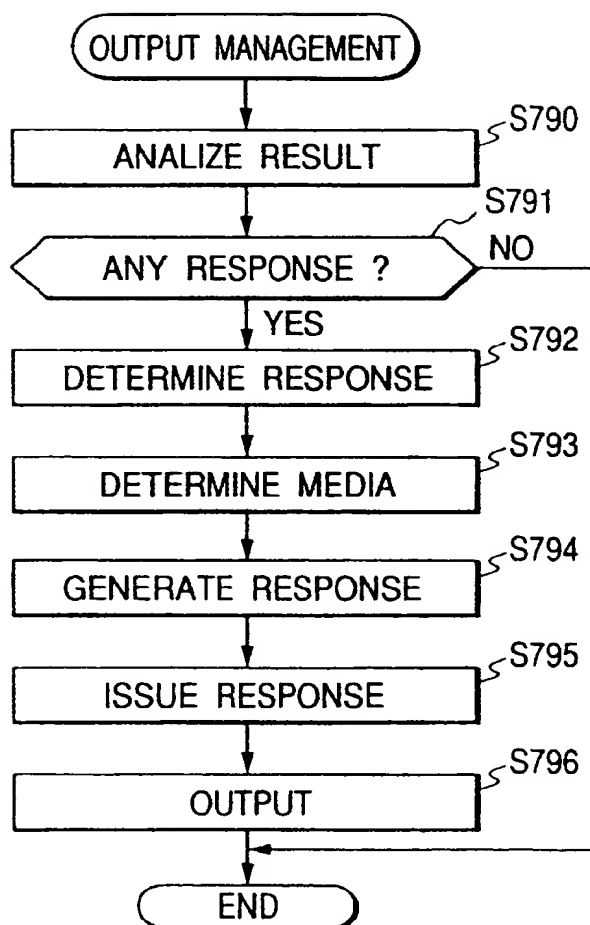 OUTPUT MANAGEMENT
S790
ANALIZE RESULT
S791
ANY RESPONSE ?
NO
YES
S792
DETERMINE RESPONSE
S793
DETERMINE MEDIA
S794
GENERATE RESPONSE
S795
ISSUE RESPONSE
S796
OUTPUT
END